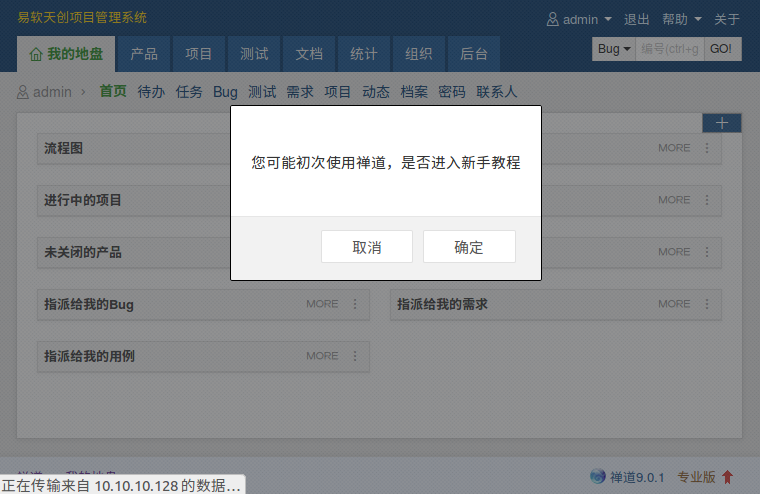 易软天创项目管理系统
admin 退出 帮助 关于
我的地盘 产品 项目 测试 文档 统计 组织 后台
Bug 编号(ctrl+g GO!
admin › 首页 待办 任务 Bug 测试 需求 项目 动态 档案 密码 联系人
流程图
MORE
进行中的项目
MORE
未关闭的产品
MORE
您可能初次使用禅道，是否进入新手教程
取消 确定
指派给我的Bug MORE
指派给我的需求 MORE
指派给我的用例 MORE
禅道 我的地盘
禅道9.0.1 专业版
正在传输来自 10.10.10.128 的数据…